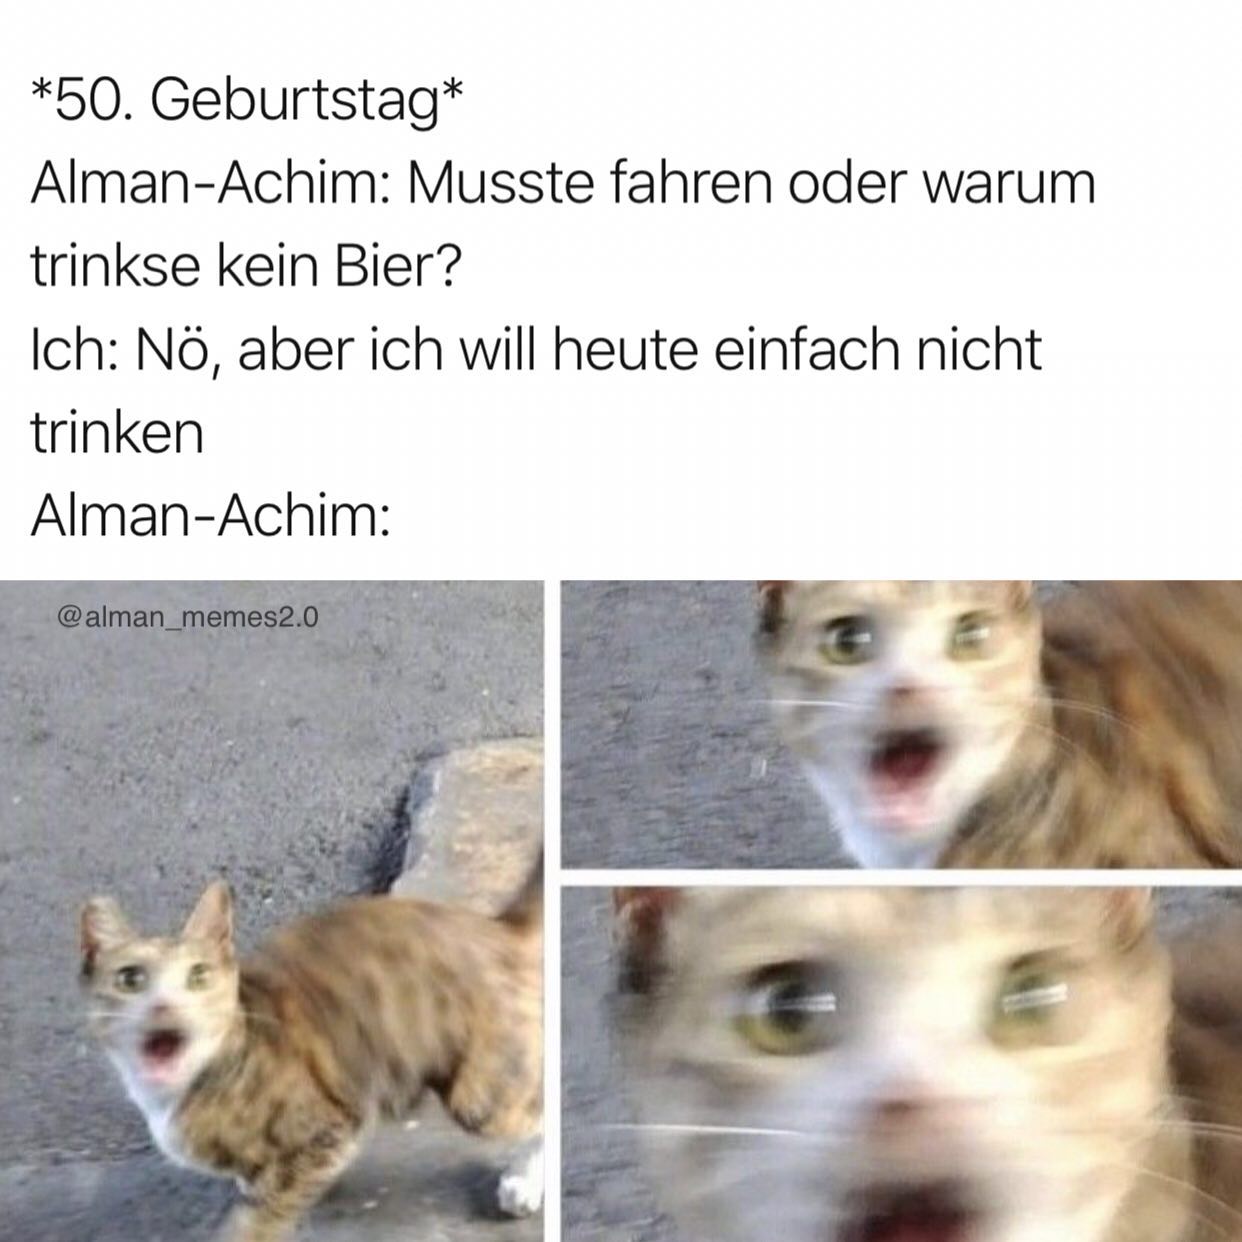 *50. Geburtstag*
Alman-Achim: Musste fahren oder warum
trinkse kein Bier?
Ich: Nö, aber ich will heute einfach nicht
trinken
Alman-Achim:
@alman_memes2.0